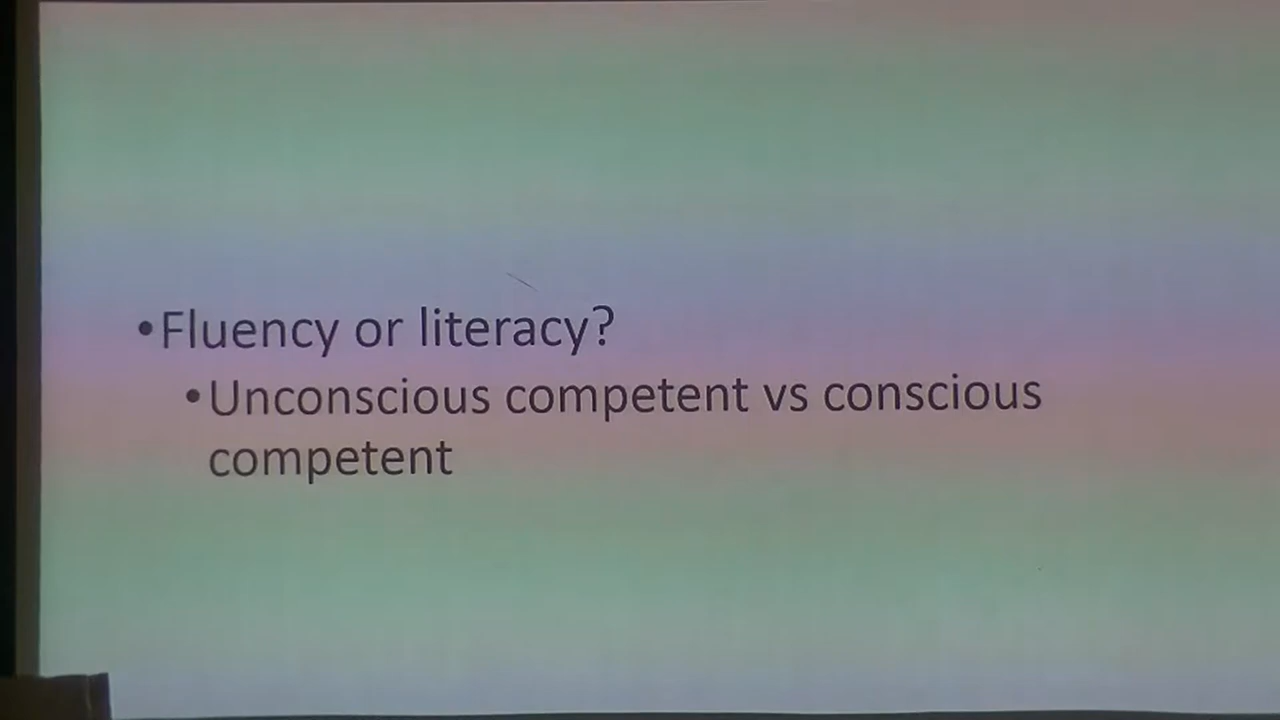 •Fluency or literacy?
•Unconscious competent vs conscious
competent